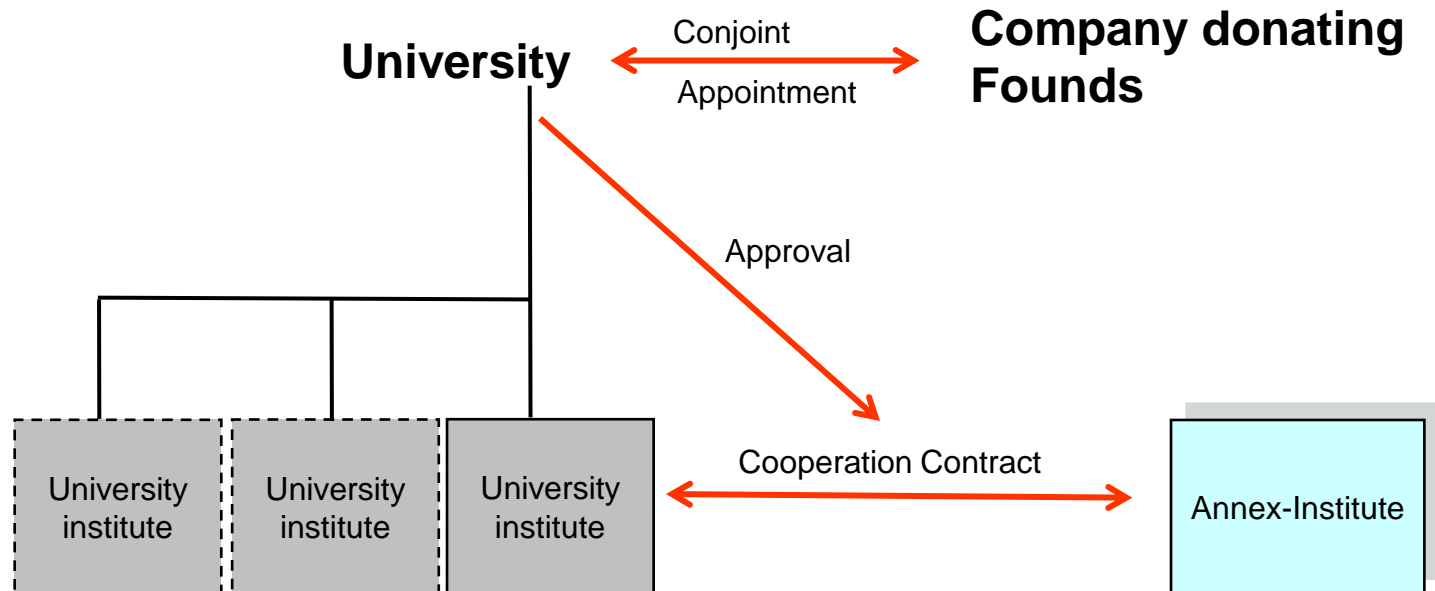 University
Conjoint
Appointment
Company donating
Founds
Approval
Cooperation Contract
University
institute
University
institute
University
institute
Annex-Institute